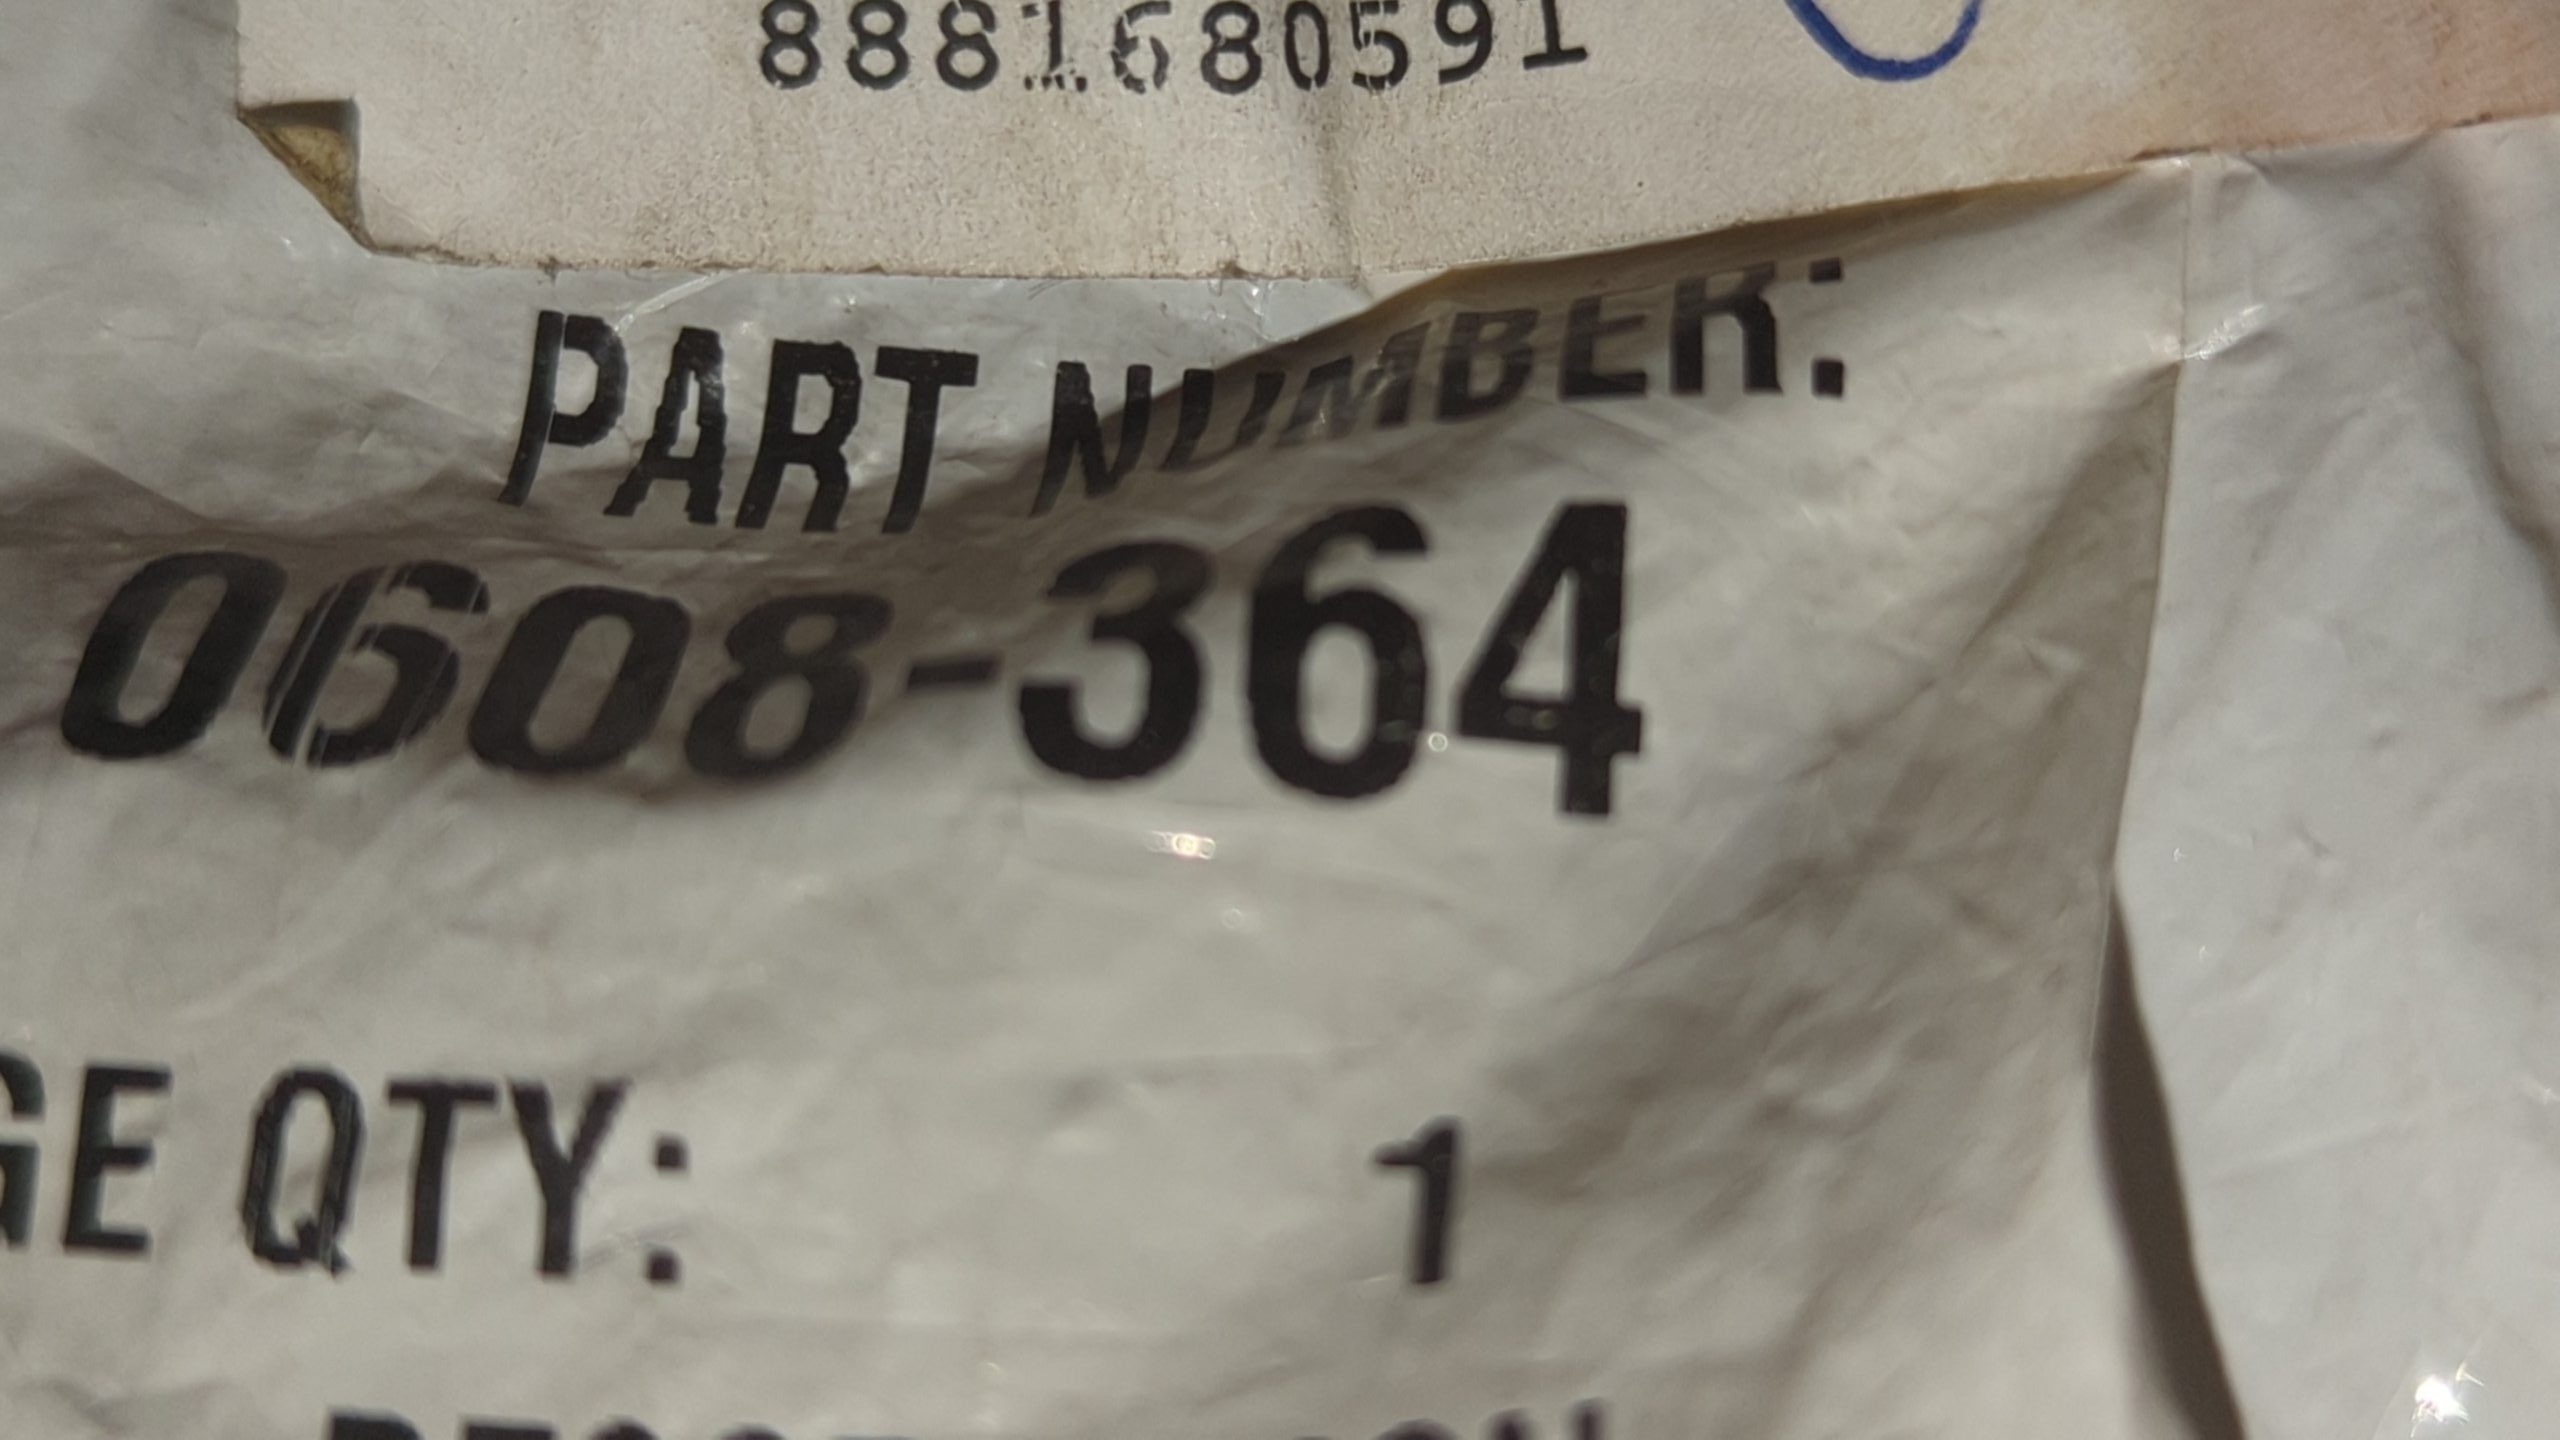 8881680591
PART NUMBER:
0608-364
GE QTY: 1